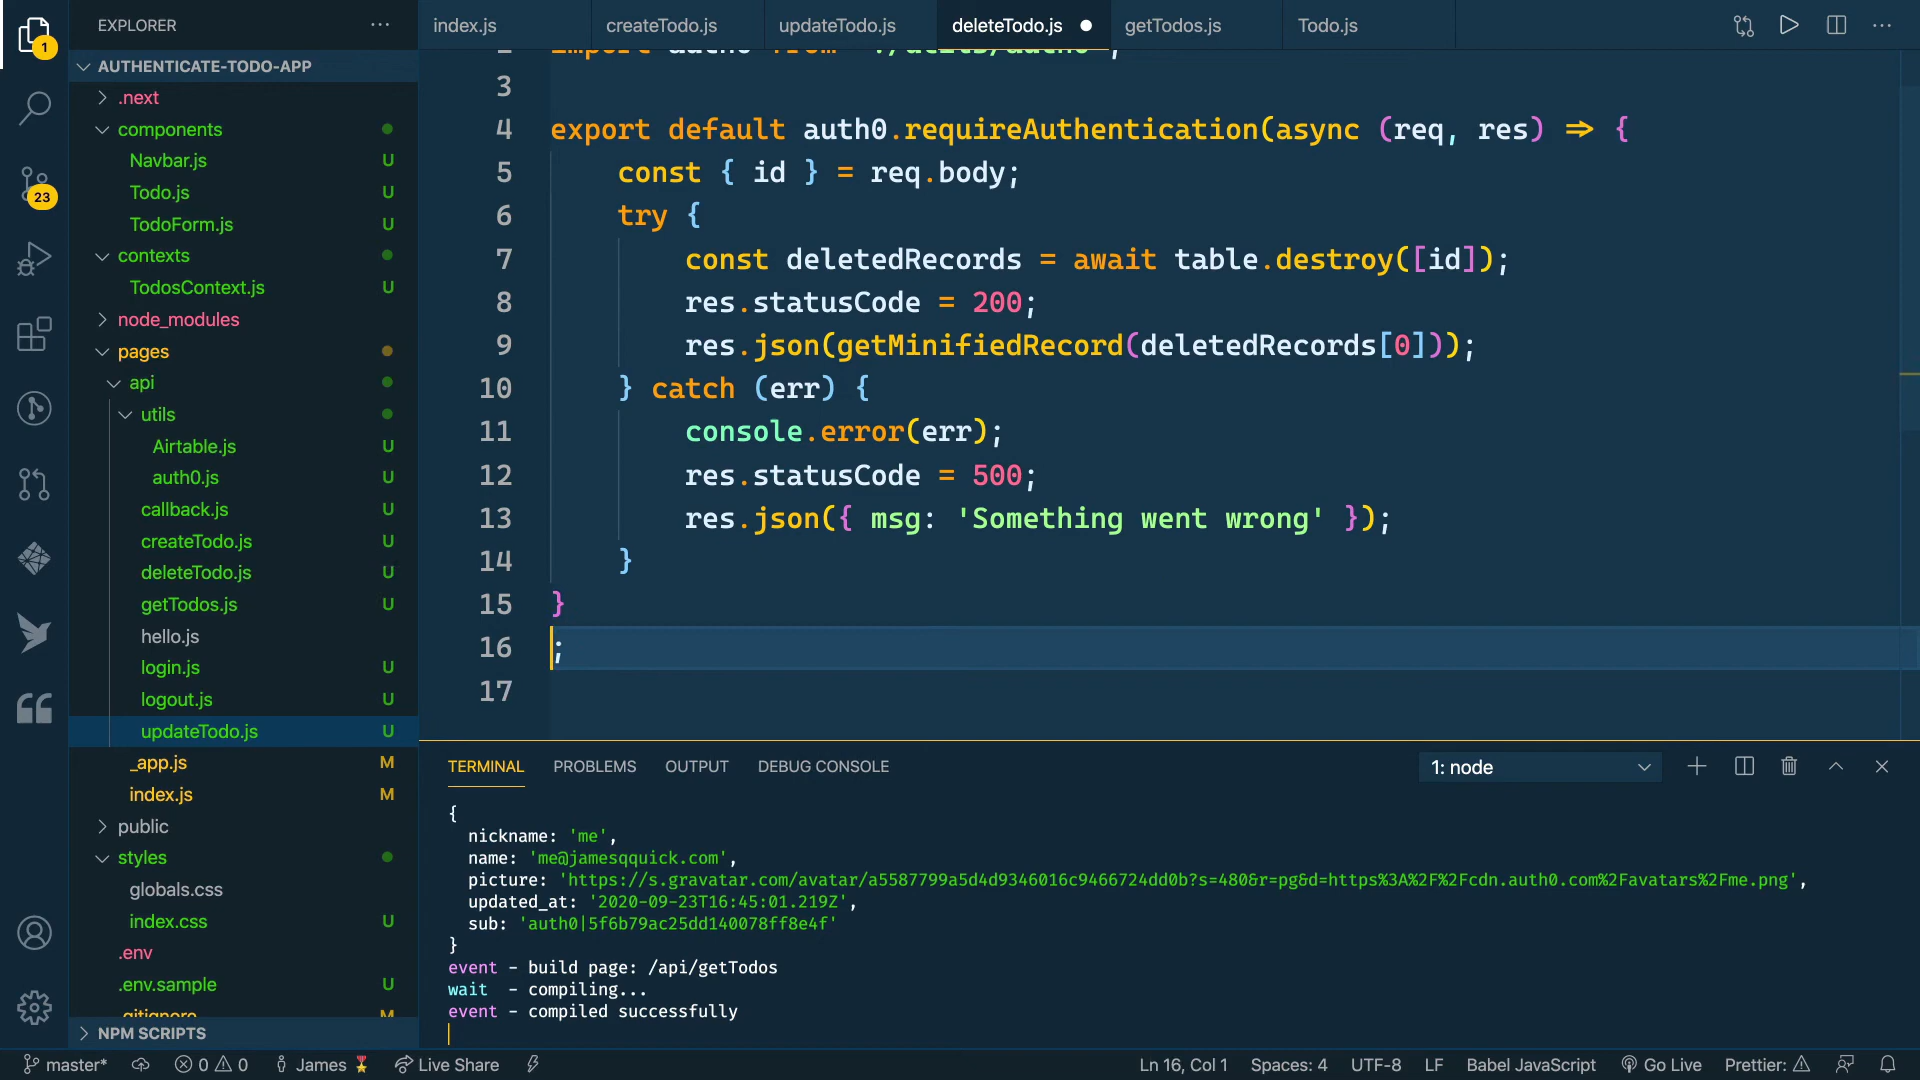 EXPLORER
1
AUTHENTICATE-TODO-APP
.next
components
Navbar.js U
Todo.js U
TodoForm.js U
contexts
TodosContext.js U
node_modules
pages
api
utils
Airtable.js U
auth0.js U
callback.js U
createTodo.js U
deleteTodo.js U
getTodos.js U
hello.js
login.js U
logout.js U
updateTodo.js U
_app.js M
index.js M
public
styles
globals.css
index.css U
.env
.env.sample U
.gitignore M
NPM SCRIPTS
23
index.js createTodo.js updateTodo.js deleteTodo.js getTodos.js Todo.js
2 import auth0 from './utils/auth0';
3
4 export default auth0.requireAuthentication(async (req, res) => {
5 const { id } = req.body;
6 try {
7 const deletedRecords = await table.destroy([id]);
8 res.statusCode = 200;
9 res.json(getMinifiedRecord(deletedRecords[0]));
10 } catch (err) {
11 console.error(err);
12 res.statusCode = 500;
13 res.json({ msg: 'Something went wrong' });
14 }
15 }
16 ;
17
TERMINAL PROBLEMS OUTPUT DEBUG CONSOLE 1: node
{
nickname: 'me',
name: 'me@jamesqquick.com',
picture: 'https://s.gravatar.com/avatar/a5587799a5d4d9346016c9466724dd0b?s=480&r=pg&d=https%3A%2F%2Fcdn.auth0.com%2Favatars%2Fme.png',
updated_at: '2020-09-23T16:45:01.219Z',
sub: 'auth0|5f6b79ac25dd140078ff8e4f'
}
event - build page: /api/getTodos
wait - compiling...
event - compiled successfully
master* 0 0 James Live Share Ln 16, Col 1 Spaces: 4 UTF-8 LF Babel JavaScript Go Live Prettier: